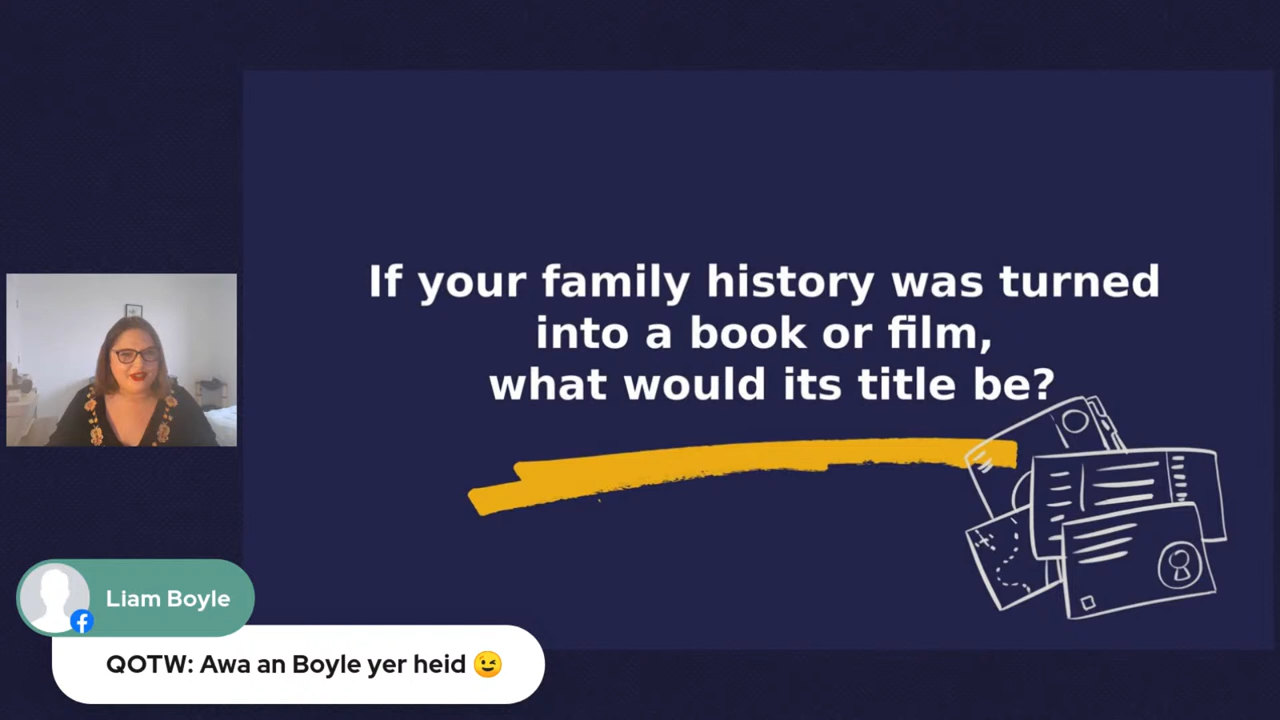 If your family history was turned
into a book or film,
what would its title be?
Liam Boyle
QOTW: Awa an Boyle yer heid 😉